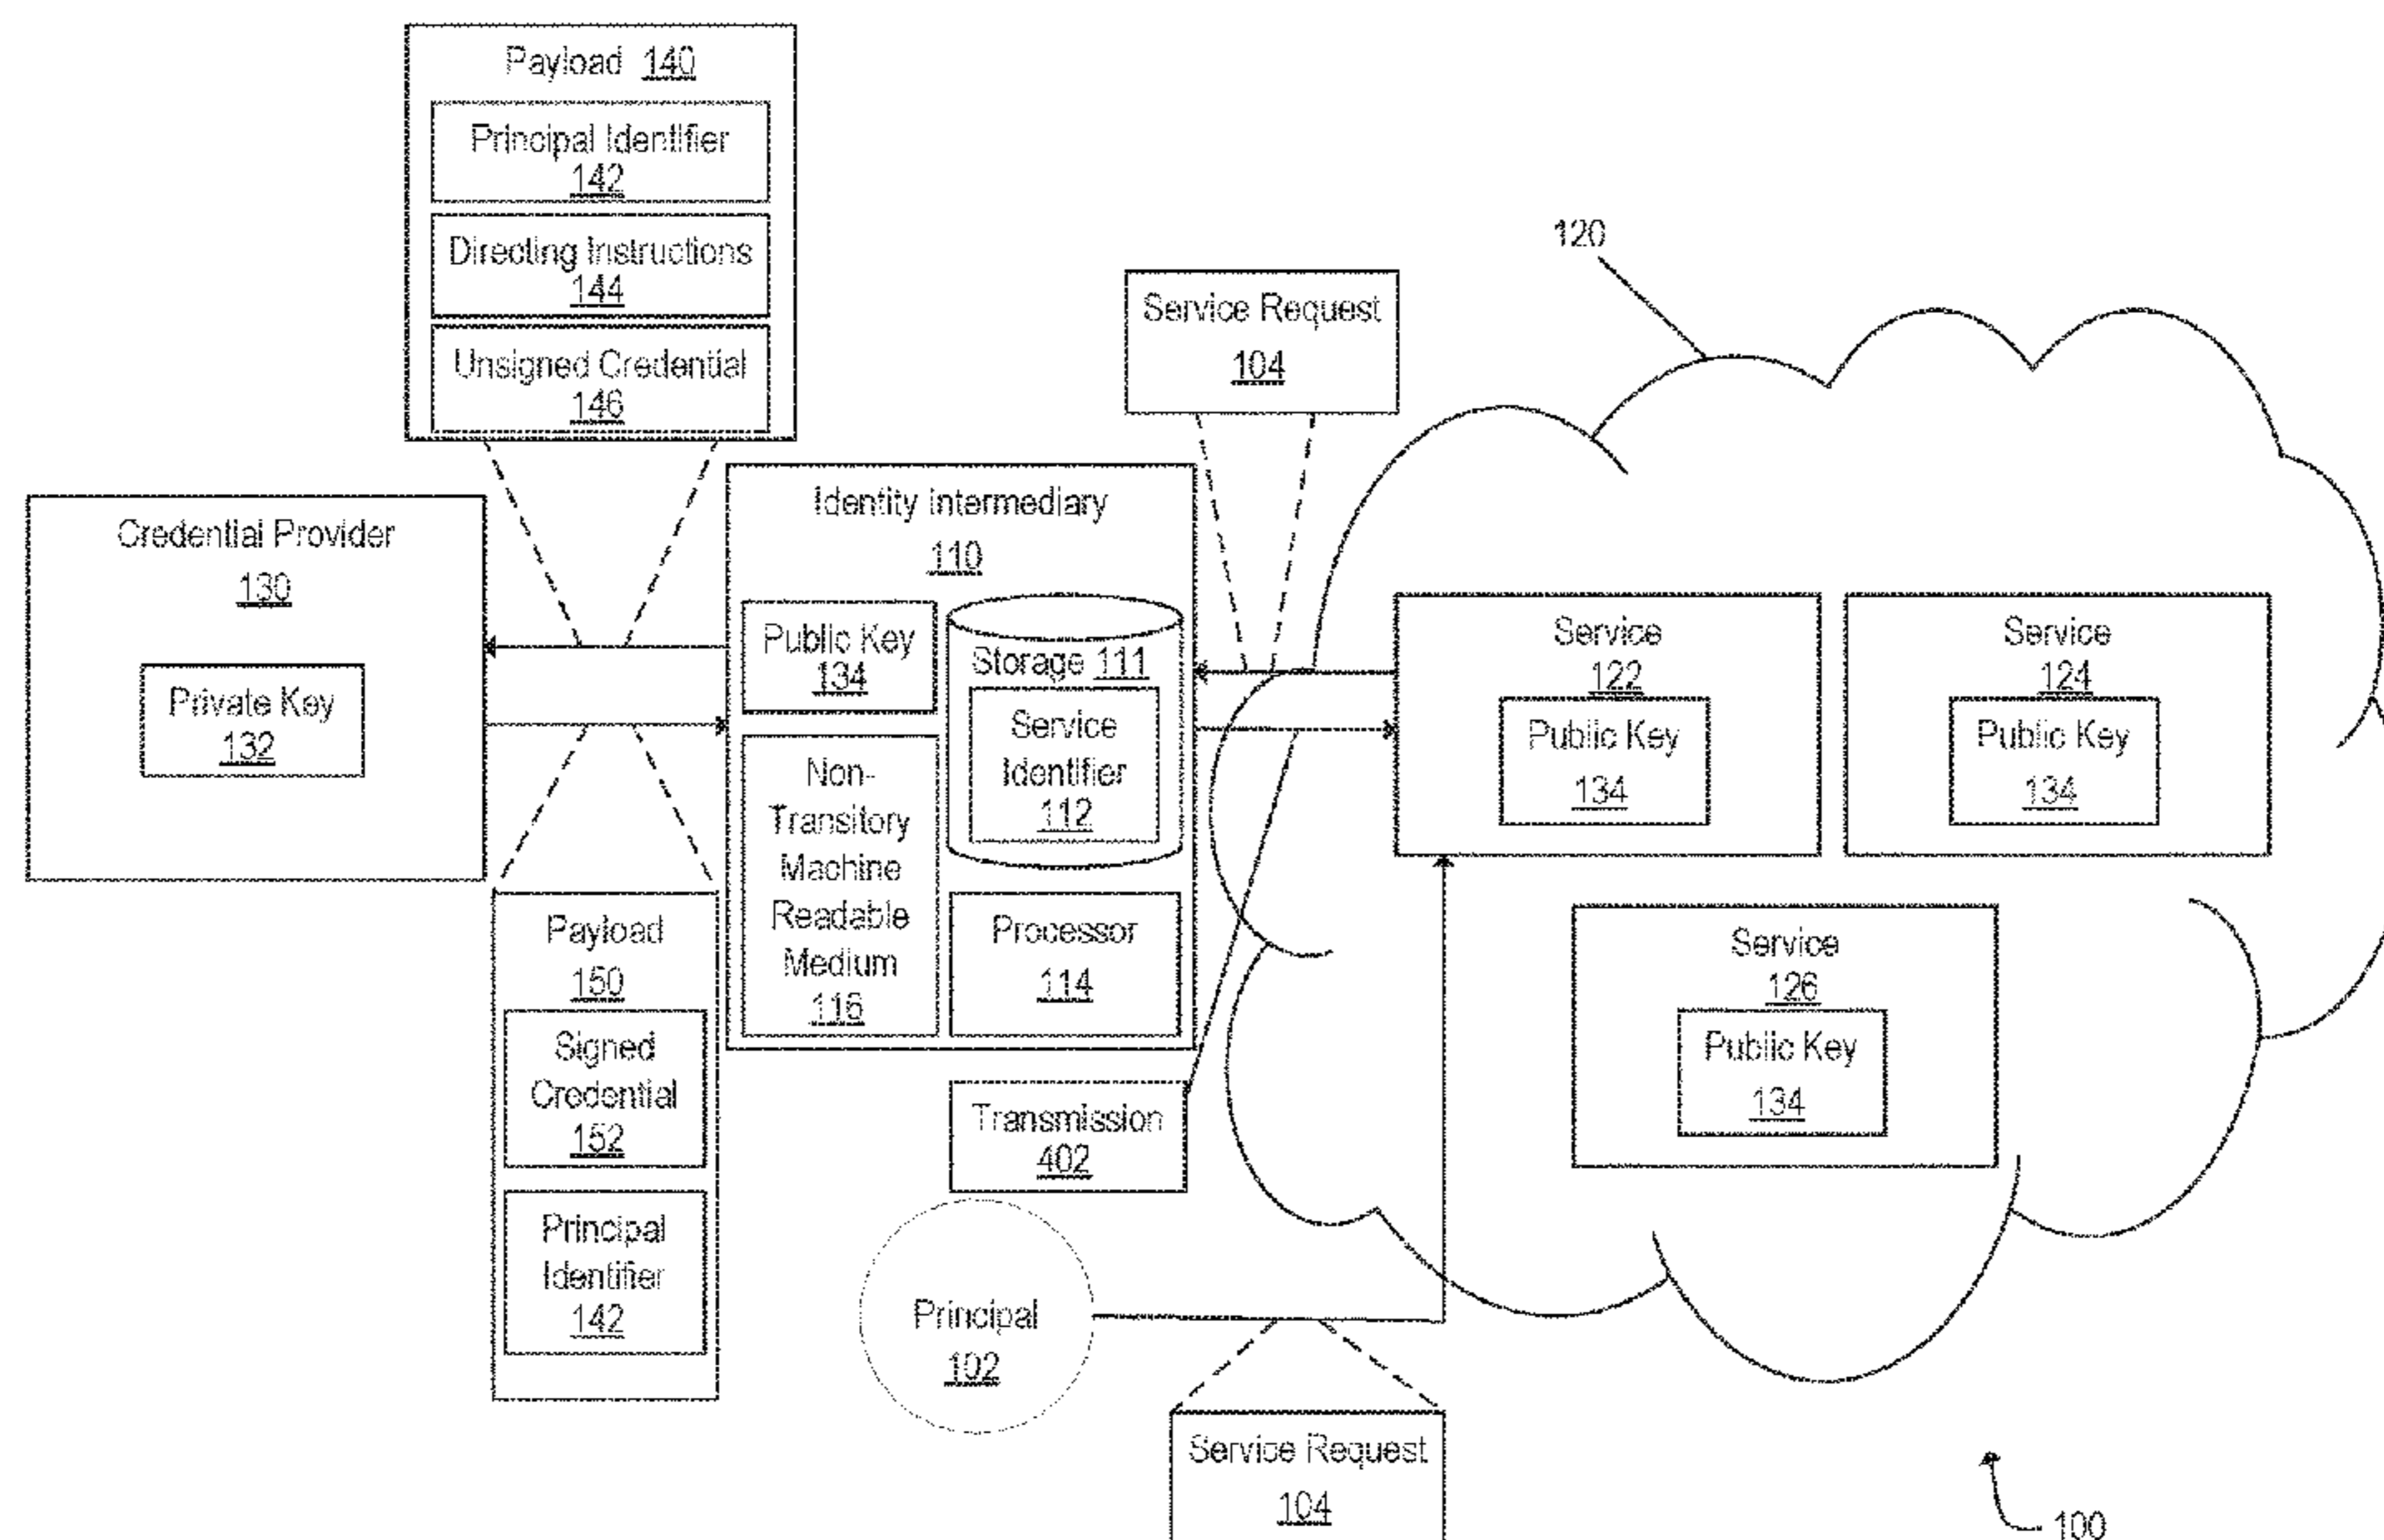 Payload 140
Principal Identifier
142
Directing Instructions
144
Unsigned Credential
146
120
Service Request
104
Credential Provider
130
Private Key
132
Identity Intermediary
110
Public Key
134
Storage 111
Service
Identifier
112
Non-
Transitory
Machine
Readable
Medium
116
Processor
114
Service
122
Public Key
134
Service
124
Public Key
134
Service
126
Public Key
134
Payload
150
Signed
Credential
152
Principal
Identifier
142
Transmission
402
Principal
102
Service Request
104
100